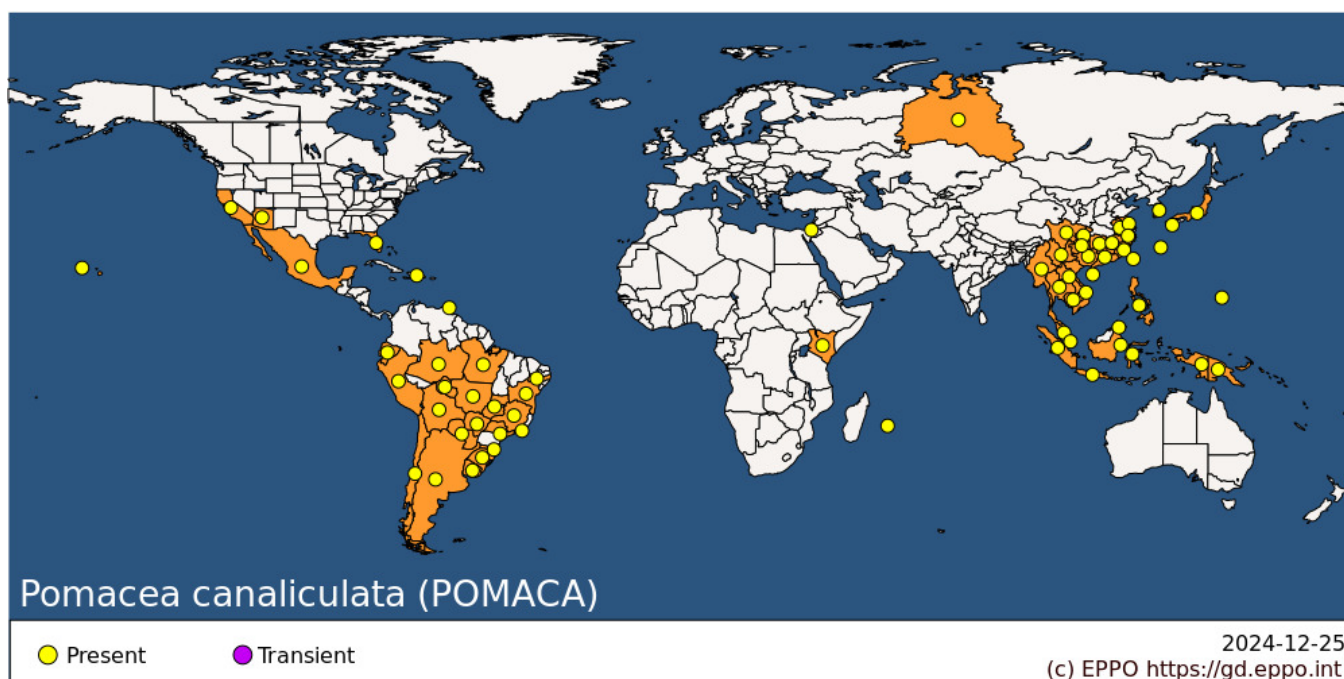 Pomacea canaliculata (POMACA)
Present
Transient
2024-12-25
(c) EPPO https://gd.eppo.int